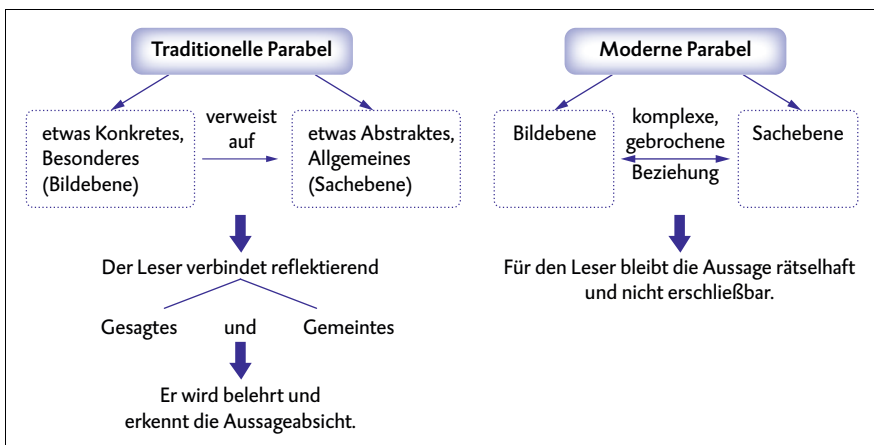 Traditionelle Parabel
etwas Konkretes,
Besonderes
(Bildebene)
verweist
auf
etwas Abstraktes,
Allgemeines
(Sachebene)
Der Leser verbindet reflektierend
Gesagtes und Gemeintes
Er wird belehrt und
erkennt die Aussageabsicht.
Moderne Parabel
Bildebene
komplexe,
gebrochene
Beziehung
Sachebene
Für den Leser bleibt die Aussage rätselhaft
und nicht erschließbar.